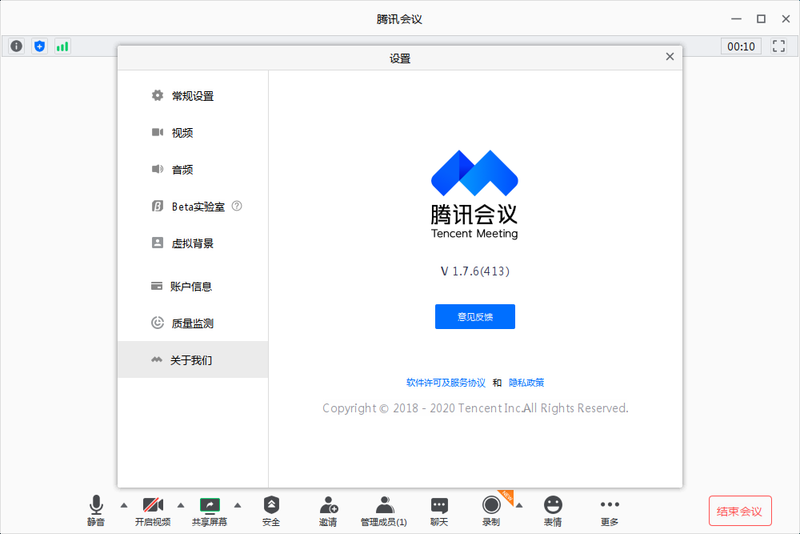 腾讯会议
00:10
设置
常规设置
视频
音频
Beta实验室
虚拟背景
账户信息
质量监测
关于我们
腾讯会议
Tencent Meeting
V 1.7.6(413)
意见反馈
软件许可及服务协议 和 隐私政策
Copyright © 2018 - 2020 Tencent Inc.All Rights Reserved.
静音 开启视频 共享屏幕 安全 邀请 管理成员(1) 聊天 录制 表情 更多 结束会议